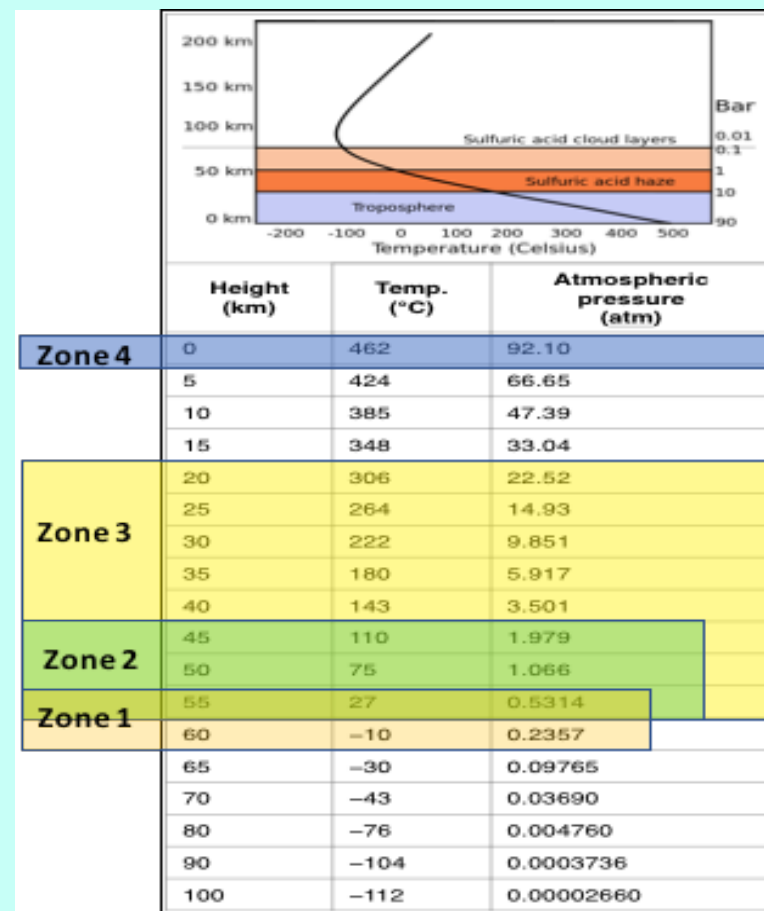 200 km
150 km
Bar
100 km
Sulfuric acid cloud layers
0.01
0.1
50 km
1
Sulfuric acid haze
10
Troposphere
0 km
90
-200 -100 0 100 200 300 400 500
Temperature (Celsius)
Height (km) Temp. (°C) Atmospheric pressure (atm)
Zone 4 0 462 92.10
5 424 66.65
10 385 47.39
15 348 33.04
20 306 22.52
25 264 14.93
Zone 3
30 222 9.851
35 180 5.917
40 143 3.501
45 110 1.979
Zone 2
50 75 1.066
55 27 0.5314
Zone 1
60 –10 0.2357
65 –30 0.09765
70 –43 0.03690
80 –76 0.004760
90 –104 0.0003736
100 –112 0.00002660